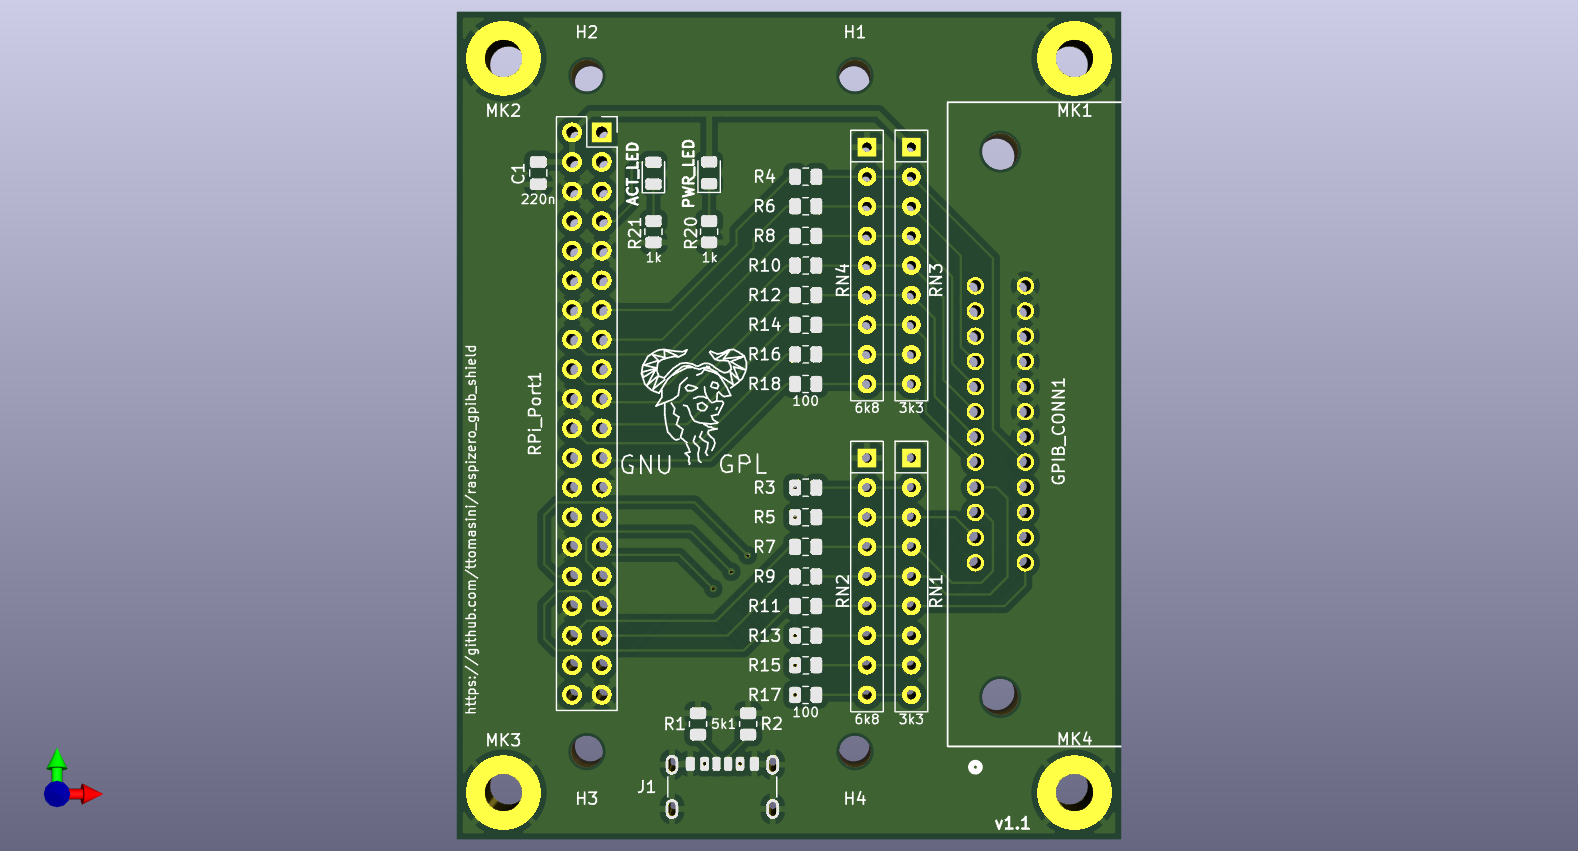 H2
H1
MK2
MK1
C1
220n
ACT_LED
PWR_LED
R21
1k
R20
1k
R4
R6
R8
R10
R12
R14
R16
R18
100
RN4
6k8
RN3
3k3
RPi_Port1
https://github.com/ttomasini/raspizero_gpib_shield
GNU
GPL
GPIB_CONN1
R3
R5
R7
R9
R11
R13
R15
R17
100
RN2
6k8
RN1
3k3
R1
5k1
R2
MK3
MK4
J1
H3
H4
v1.1